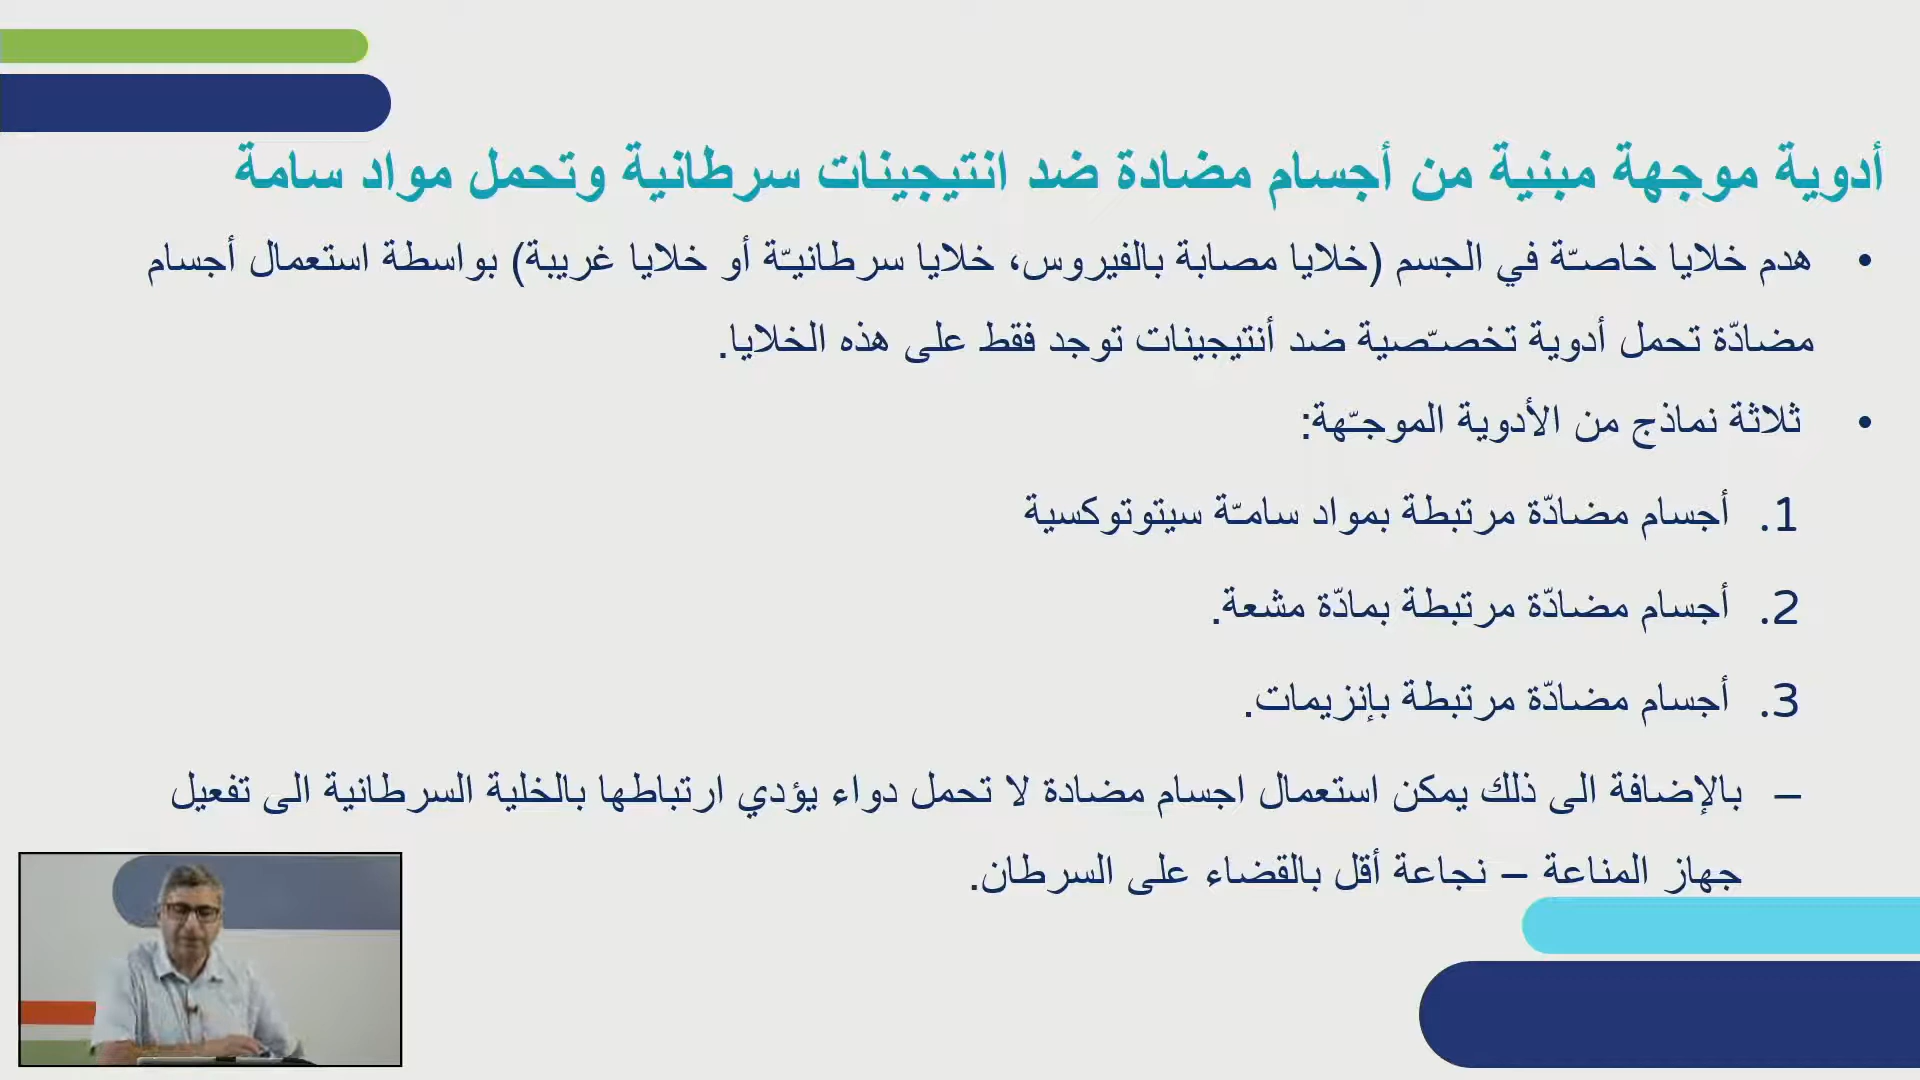 أدوية موجهة مبنية من أجسام مضادة ضد انتيجينات سرطانية وتحمل مواد سامة
• هدم خلايا خاصّة في الجسم (خلايا مصابة بالفيروس، خلايا سرطانيّة أو خلايا غريبة) بواسطة استعمال أجسام
مضادّة تحمل أدوية تخصّصية ضد أنتيجينات توجد فقط على هذه الخلايا.
• ثلاثة نماذج من الأدوية الموجّهة:
1. أجسام مضادّة مرتبطة بمواد سامّة سيتوتوكسية
2. أجسام مضادّة مرتبطة بمادّة مشعة.
3. أجسام مضادّة مرتبطة بإنزيمات.
– بالإضافة الى ذلك يمكن استعمال اجسام مضادة لا تحمل دواء يؤدي ارتباطها بالخلية السرطانية الى تفعيل
جهاز المناعة – نجاعة أقل بالقضاء على السرطان.